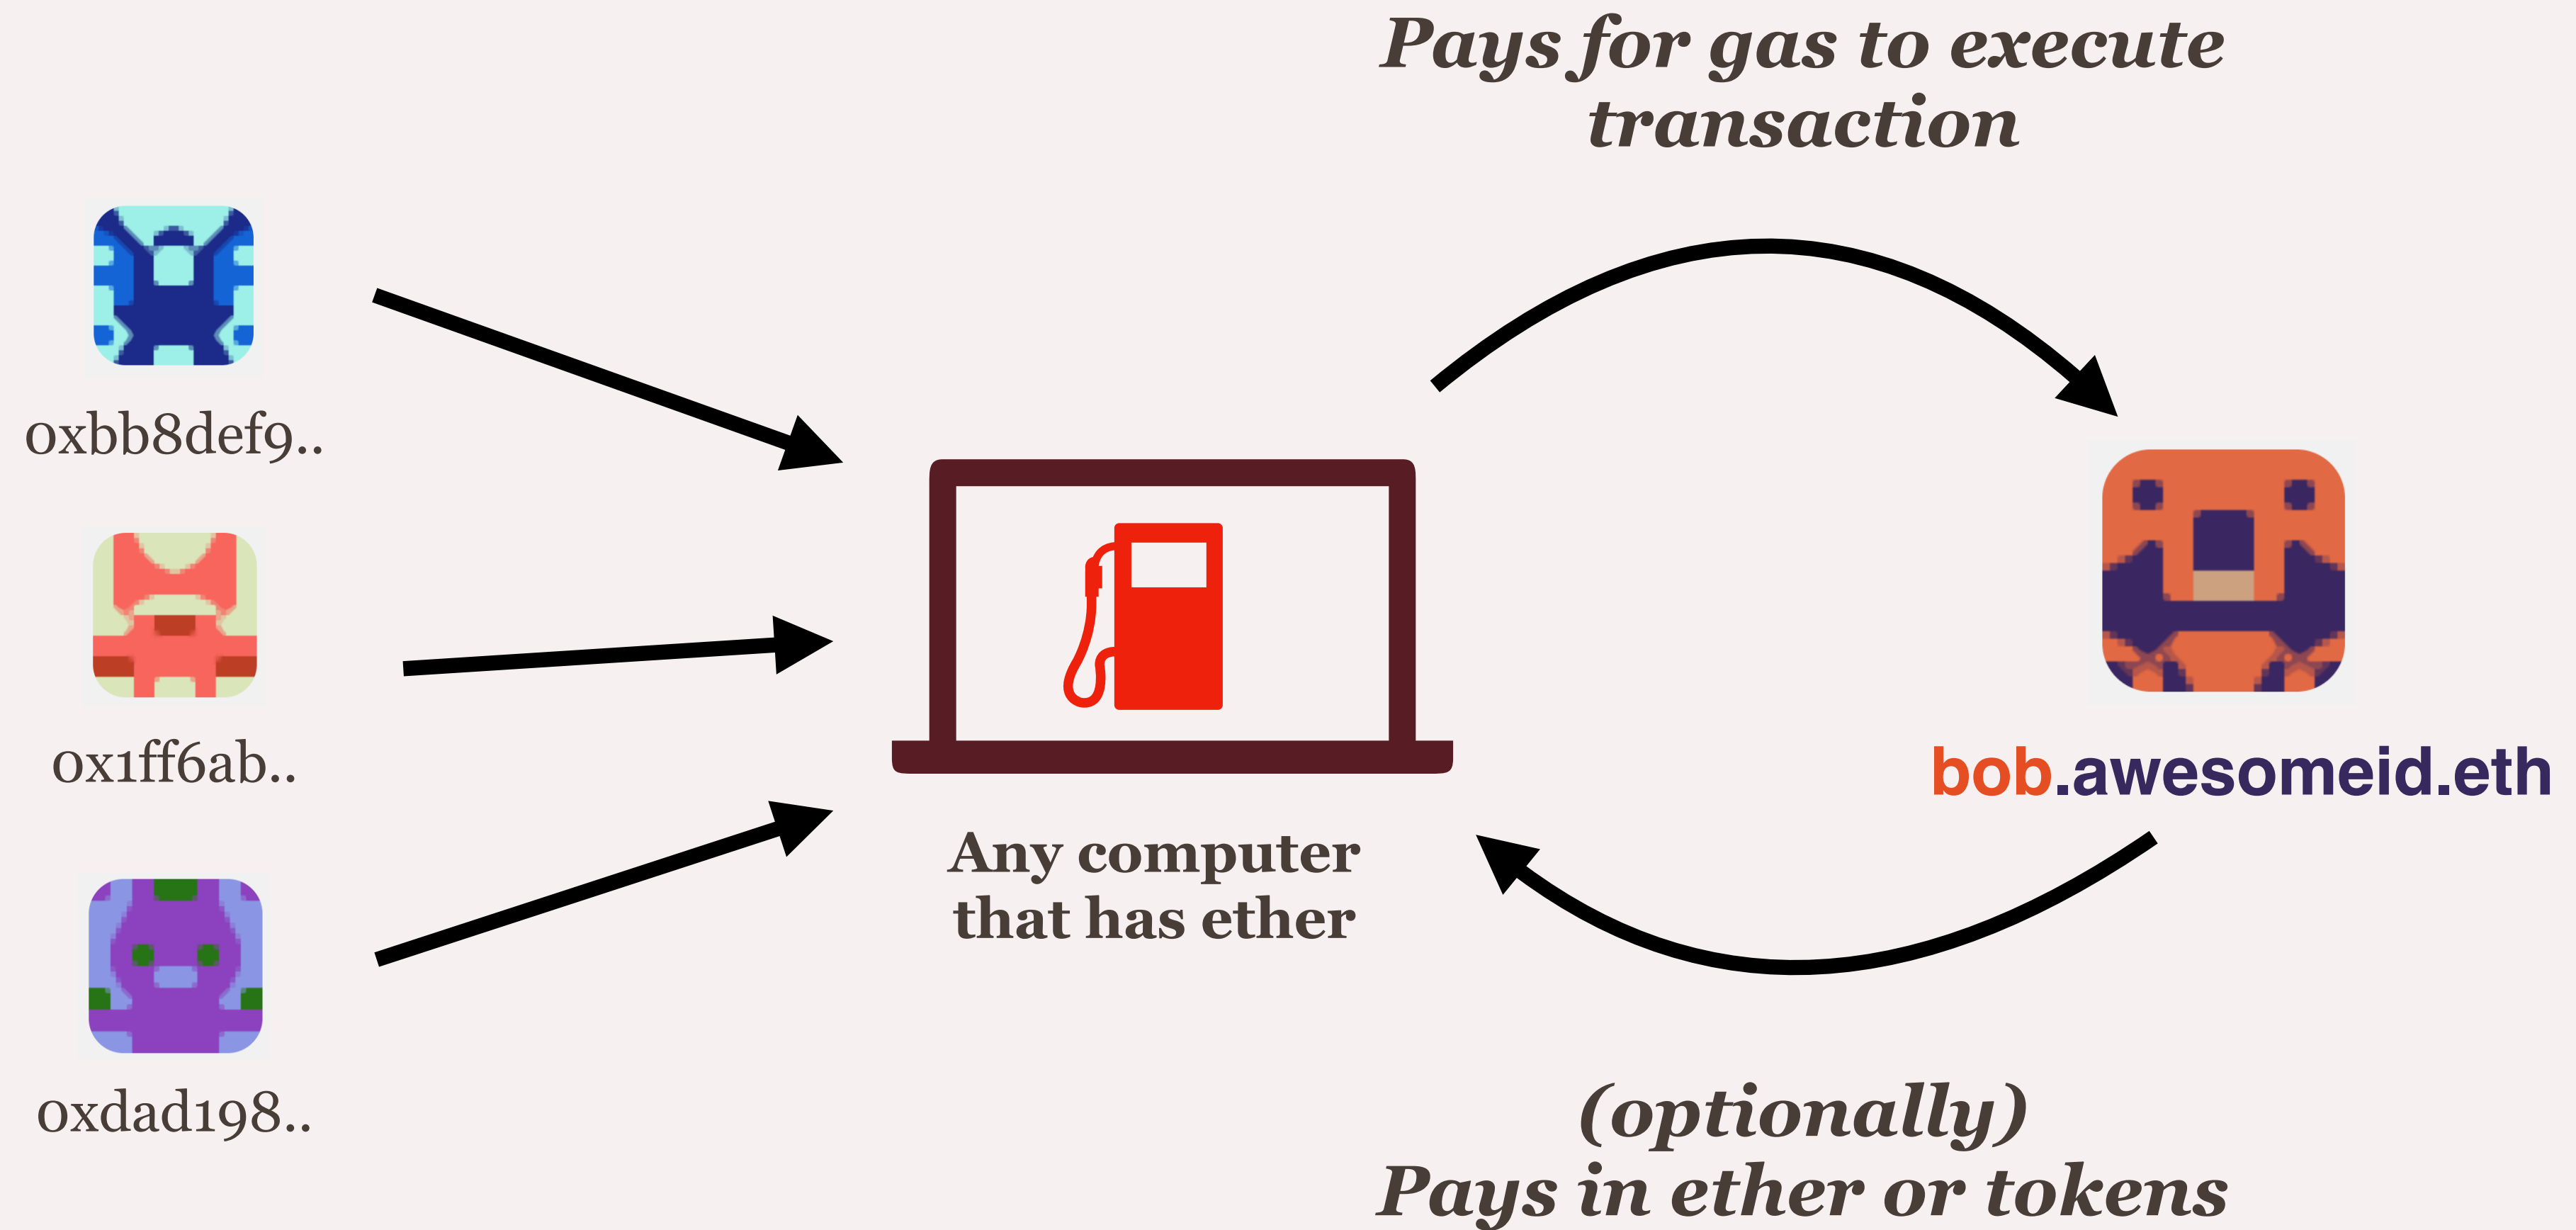 Pays for gas to execute
transaction
0xbb8def9..
0x1ff6ab..
0xdad198..
Any computer
that has ether
bob.awesomeid.eth
(optionally)
Pays in ether or tokens